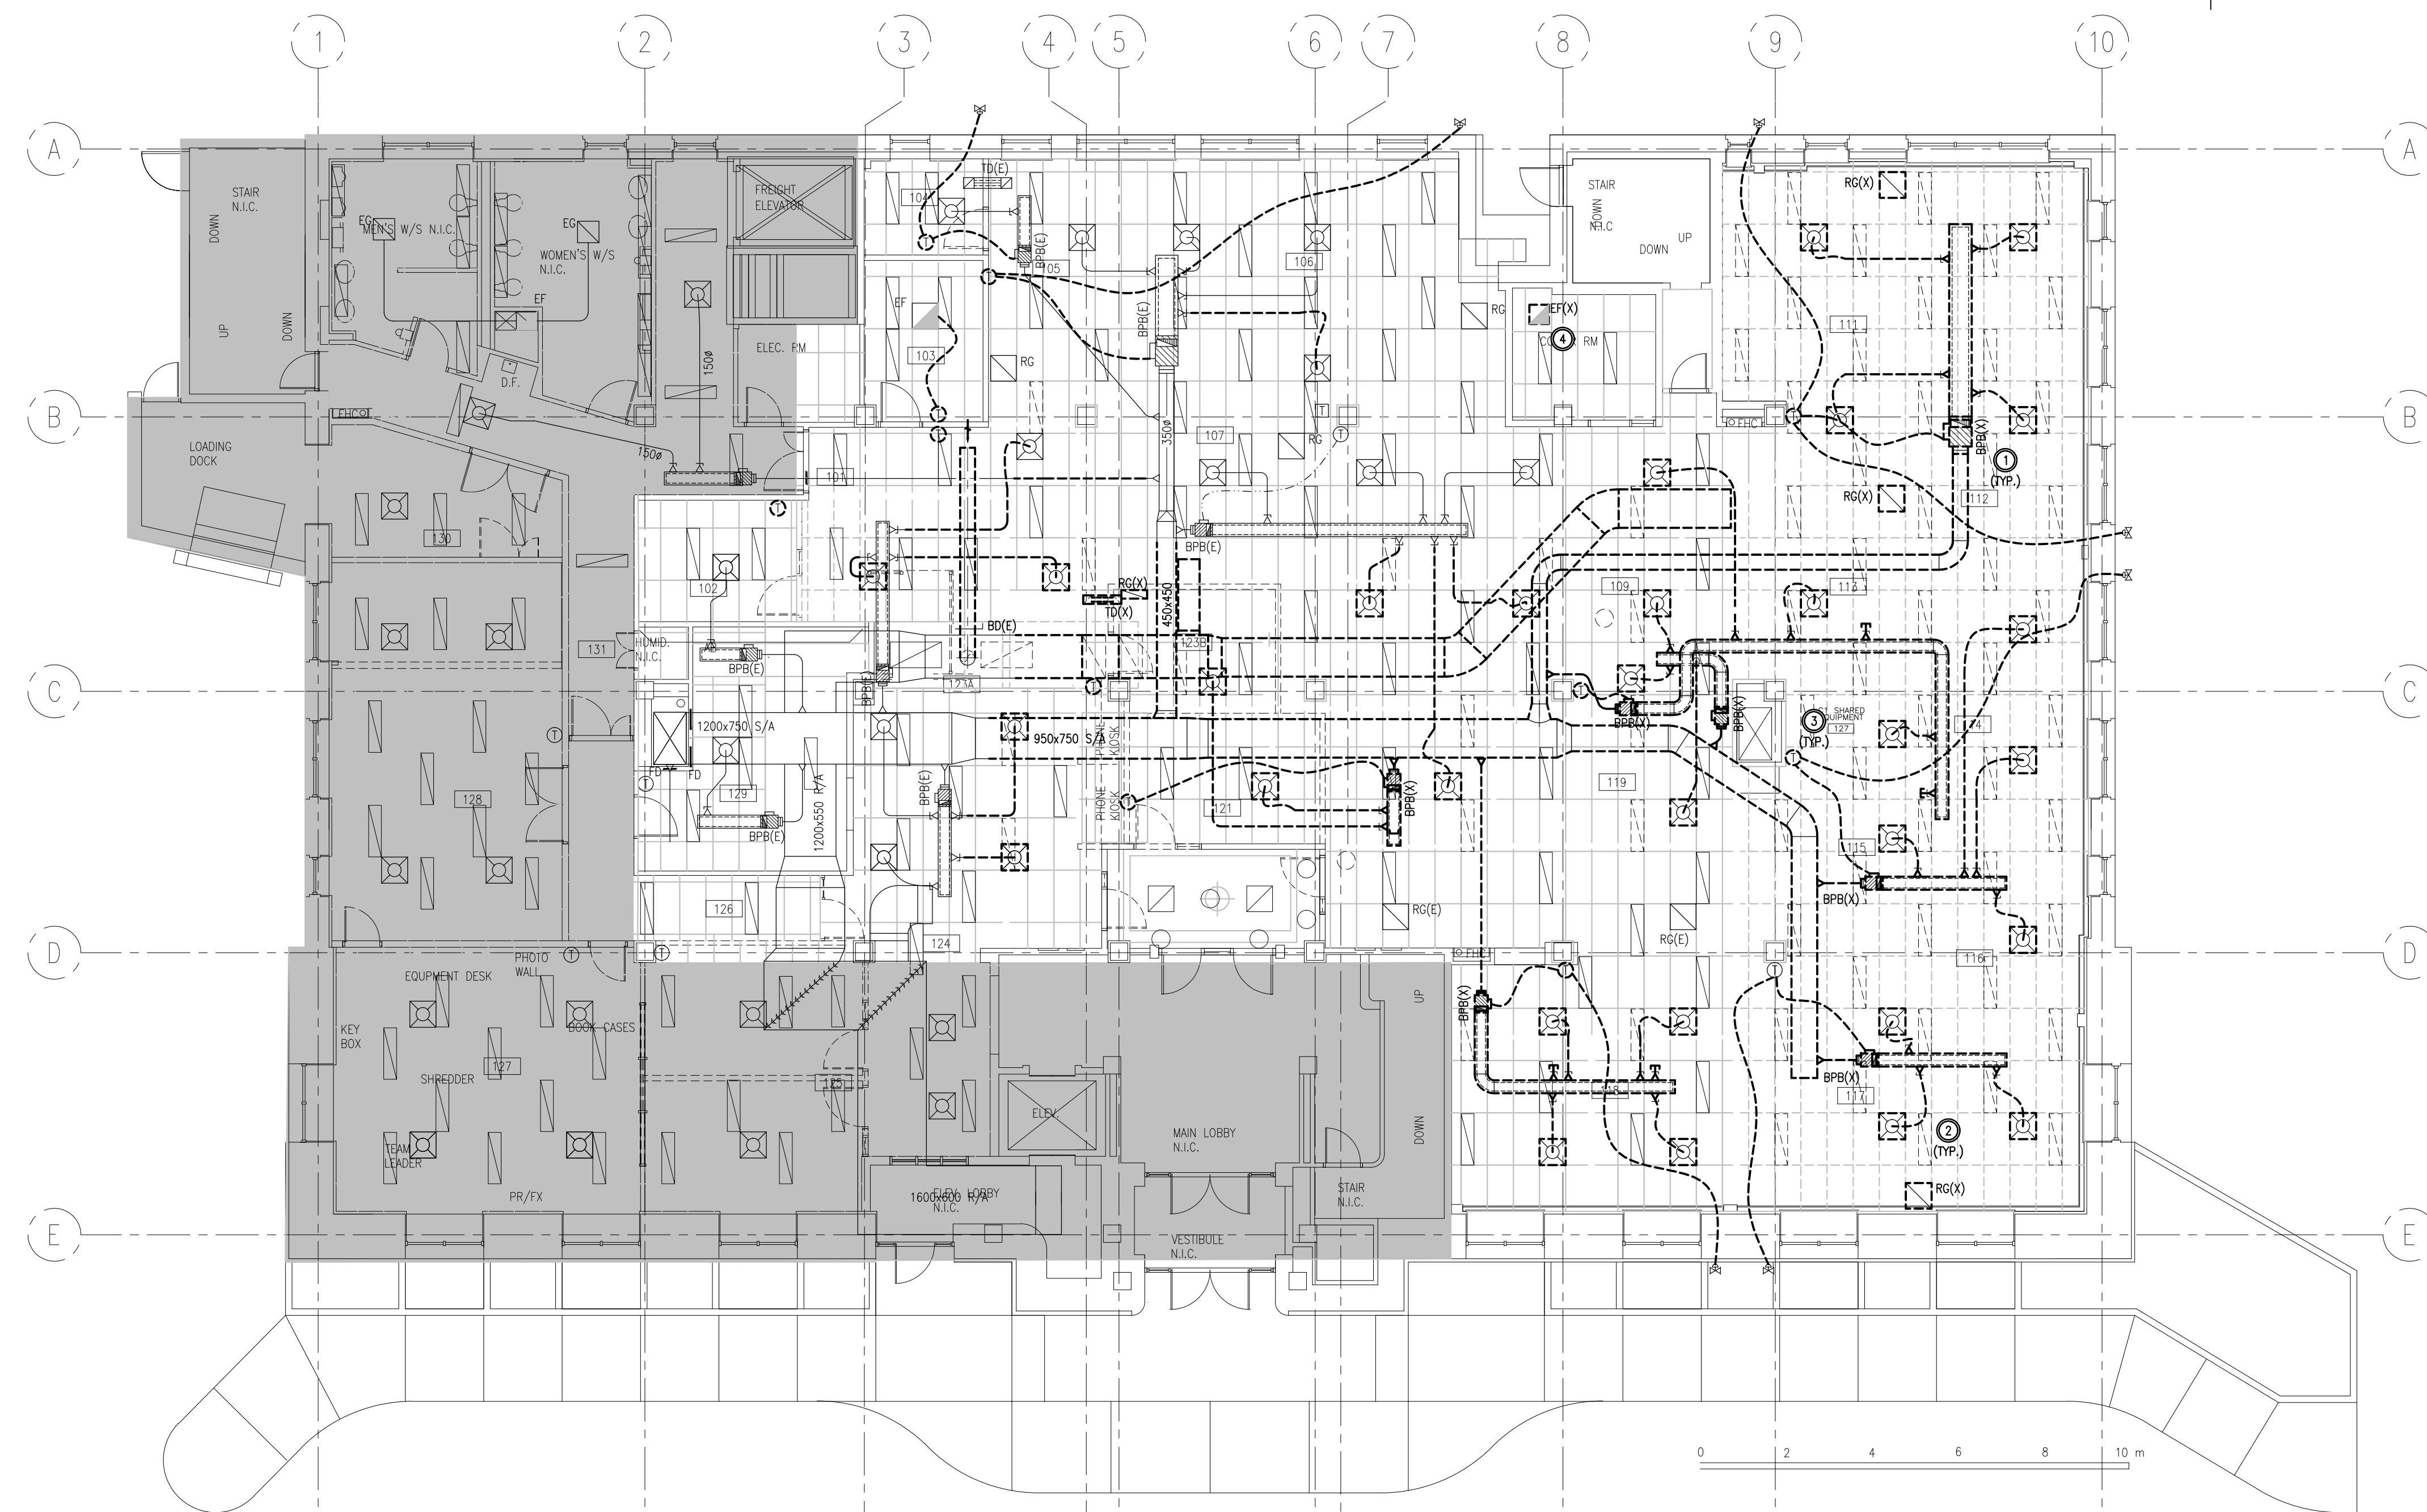 1
2
3
4
5
6
7
8
9
10
A
A
STAIR
N.I.C.
DOWN
UP
DOWN
EG
MEN'S W/S N.I.C.
EG
WOMEN'S W/S
N.I.C.
EF
D.F.
FREIGHT
ELEVATOR
ELEC. RM
150ø
TD(E)
104
BPB(E)
105
106
EF
103
RG
BPB(E)
RG
STAIR
N.I.C
DOWN
UP
DOWN
EF(X)
4
RM
RG(X)
111
B
B
FHC
LOADING
DOCK
150ø
101
T
T
350ø
107
RG
T
T
FHC
BPB(X)
1
(TYP.)
RG(X)
112
130
T
102
BPB(E)
RG(X)
TD(X)
450x450
109
113
131
HUMID.
N.I.C.
BD(E)
123B
BPB(E)
BPB(E)
123A
C
C
T
T
BPB(X)
BPB(X)
SHARED
127
3
(TYP.)
1200x750 S/A
950x750 S/A
PHONE
KIOSK
PHONE
KIOSK
FD
FD
T
T
128
129
BPB(E)
1200x550 R/A
BPB(E)
T
121
BPB(X)
119
115
BPB(X)
126
124
RG(E)
RG(E)
D
D
PHOTO
WALL
T
T
FHC
T
T
116
EQUPMENT DESK
KEY
BOX
BOOK CASES
127
SHREDDER
125
UP
BPB(X)
BPB(X)
117
118
ELEV.
MAIN LOBBY
N.I.C.
DOWN
2
(TYP.)
TEAM
LEADER
PR/FX
1600x600 R/A
ELEV. LOBBY
N.I.C.
STAIR
N.I.C.
RG(X)
E
E
VESTIBULE
N.I.C.
0 2 4 6 8 10 m